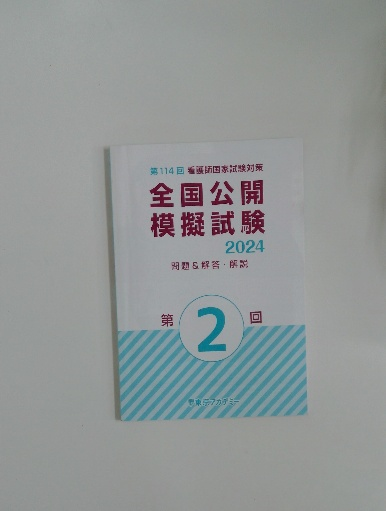 第114回 看護師国家試験対策
全国公開
模擬試験
2024
問題&解答・解説
第2回
東京アカデミー